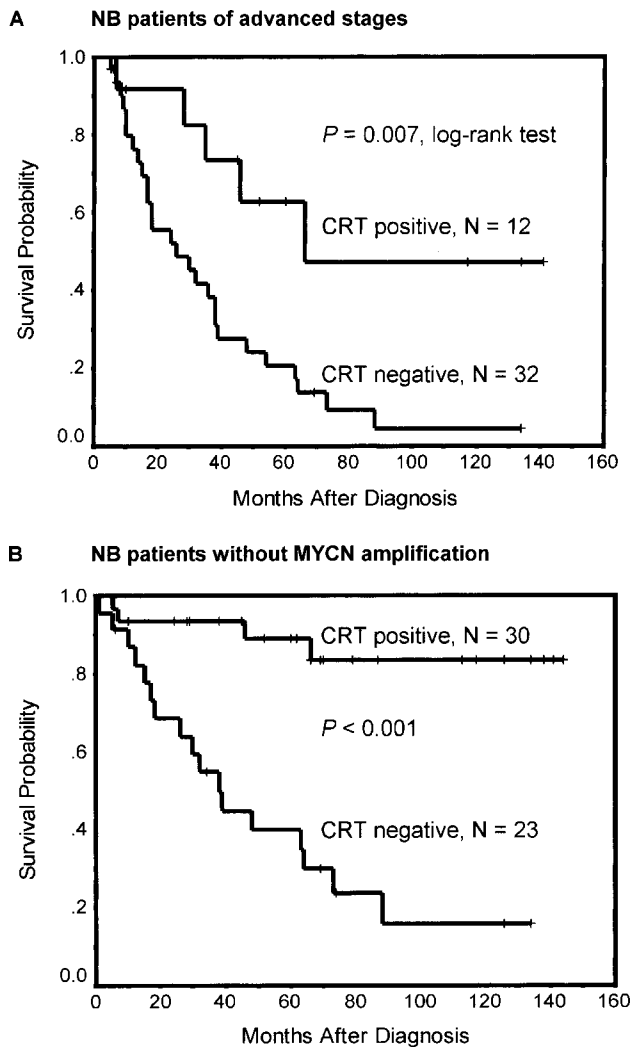 A NB patients of advanced stages
1.0
.8
.6
.4
.2
0.0
Survival Probability
P = 0.007, log-rank test
CRT positive, N = 12
CRT negative, N = 32
0 20 40 60 80 100 120 140 160
Months After Diagnosis
B NB patients without MYCN amplification
1.0
.8
.6
.4
.2
0.0
Survival Probability
CRT positive, N = 30
P < 0.001
CRT negative, N = 23
0 20 40 60 80 100 120 140 160
Months After Diagnosis